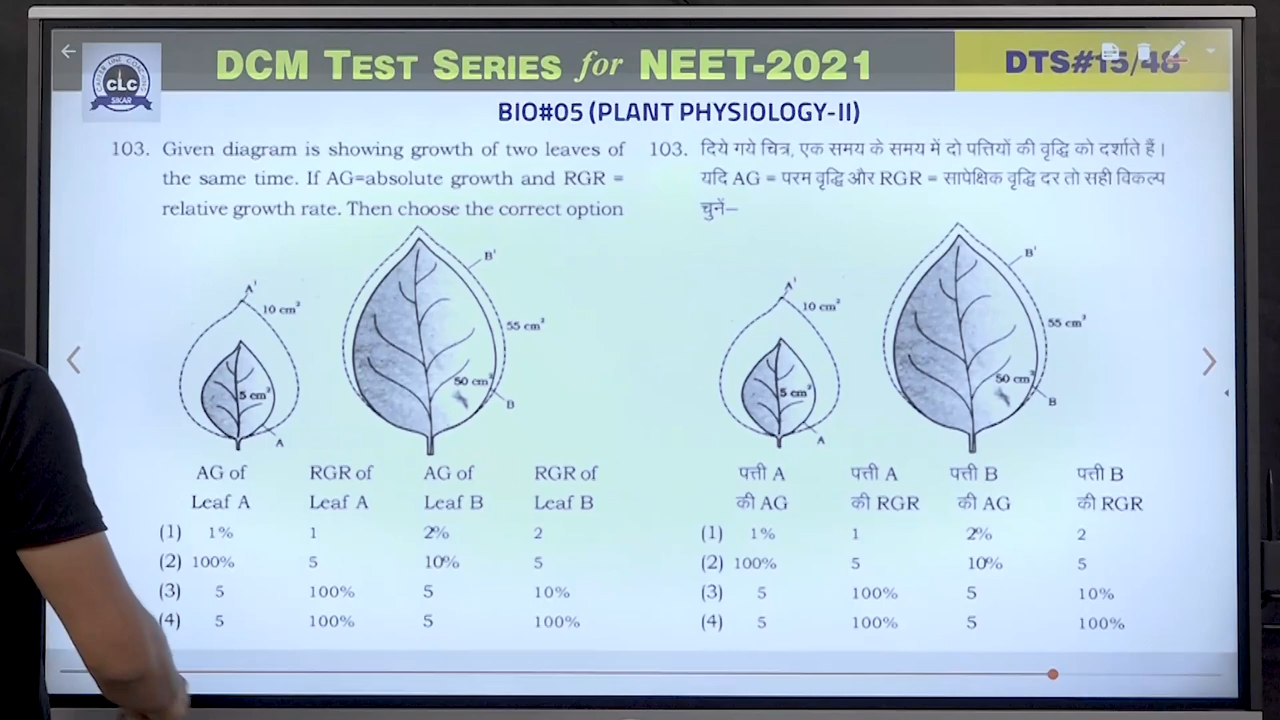 DCM TEST SERIES for NEET-2021
DTS#15/48
CLC
SIKAR
BIO#05 (PLANT PHYSIOLOGY-II)
103. Given diagram is showing growth of two leaves of
the same time. If AG=absolute growth and RGR =
relative growth rate. Then choose the correct option
A'
10 cm²
5 cm²
A
B'
55 cm²
50 cm²
B
AG of RGR of AG of RGR of
Leaf A Leaf A Leaf B Leaf B
(1) 1% 1 2% 2
(2) 100% 5 10% 5
(3) 5 100% 5 10%
(4) 5 100% 5 100%
103. दिये गये चित्र, एक समय के समय में दो पत्तियों की वृद्धि को दर्शाते हैं।
यदि AG = परम वृद्धि और RGR = सापेक्षिक वृद्धि दर तो सही विकल्प
चुनें–
A'
10 cm²
5 cm²
A
B'
55 cm²
50 cm²
B
पत्ती A पत्ती A पत्ती B पत्ती B
की AG की RGR की AG की RGR
(1) 1% 1 2% 2
(2) 100% 5 10% 5
(3) 5 100% 5 10%
(4) 5 100% 5 100%